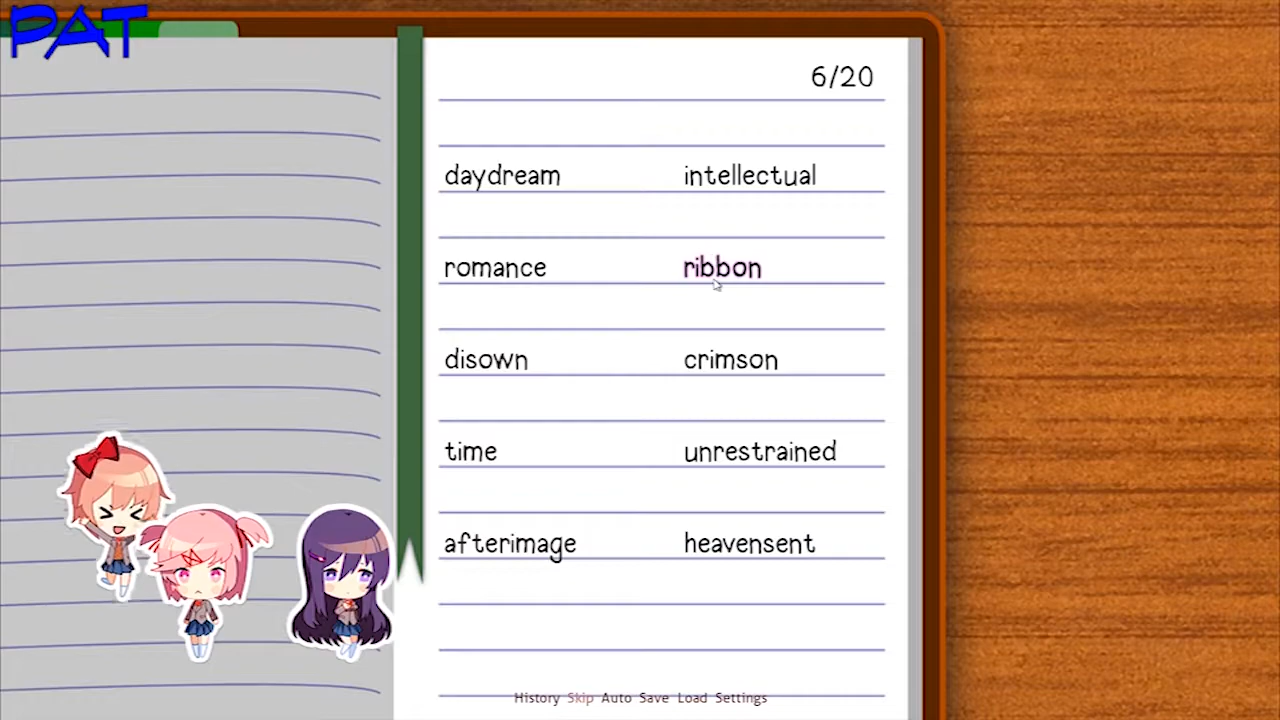 PAT
6/20
daydream intellectual
romance ribbon
disown crimson
time unrestrained
afterimage heavensent
History Skip Auto Save Load Settings